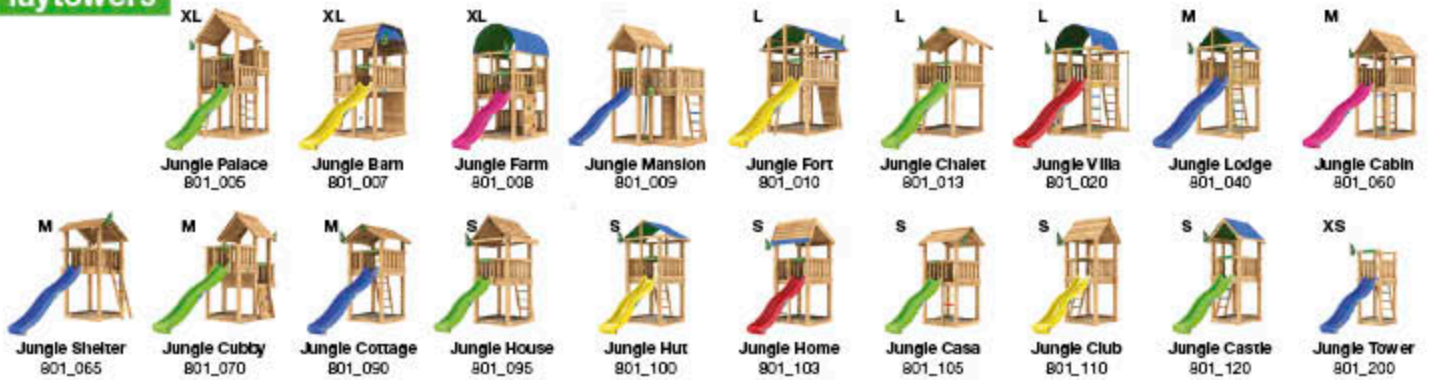 laytowers
XL
Jungle Palace
801_005
XL
Jungle Barn
801_007
XL
Jungle Farm
801_008
Jungle Mansion
801_009
L
Jungle Fort
801_010
L
Jungle Chalet
801_013
L
Jungle Villa
801_020
M
Jungle Lodge
801_040
M
Jungle Cabin
801_060
M
Jungle Shelter
801_065
M
Jungle Cubby
801_070
M
Jungle Cottage
801_090
S
Jungle House
801_095
S
Jungle Hut
801_100
S
Jungle Home
801_103
S
Jungle Casa
801_105
S
Jungle Club
801_110
S
Jungle Castle
801_120
XS
Jungle Tower
801_200